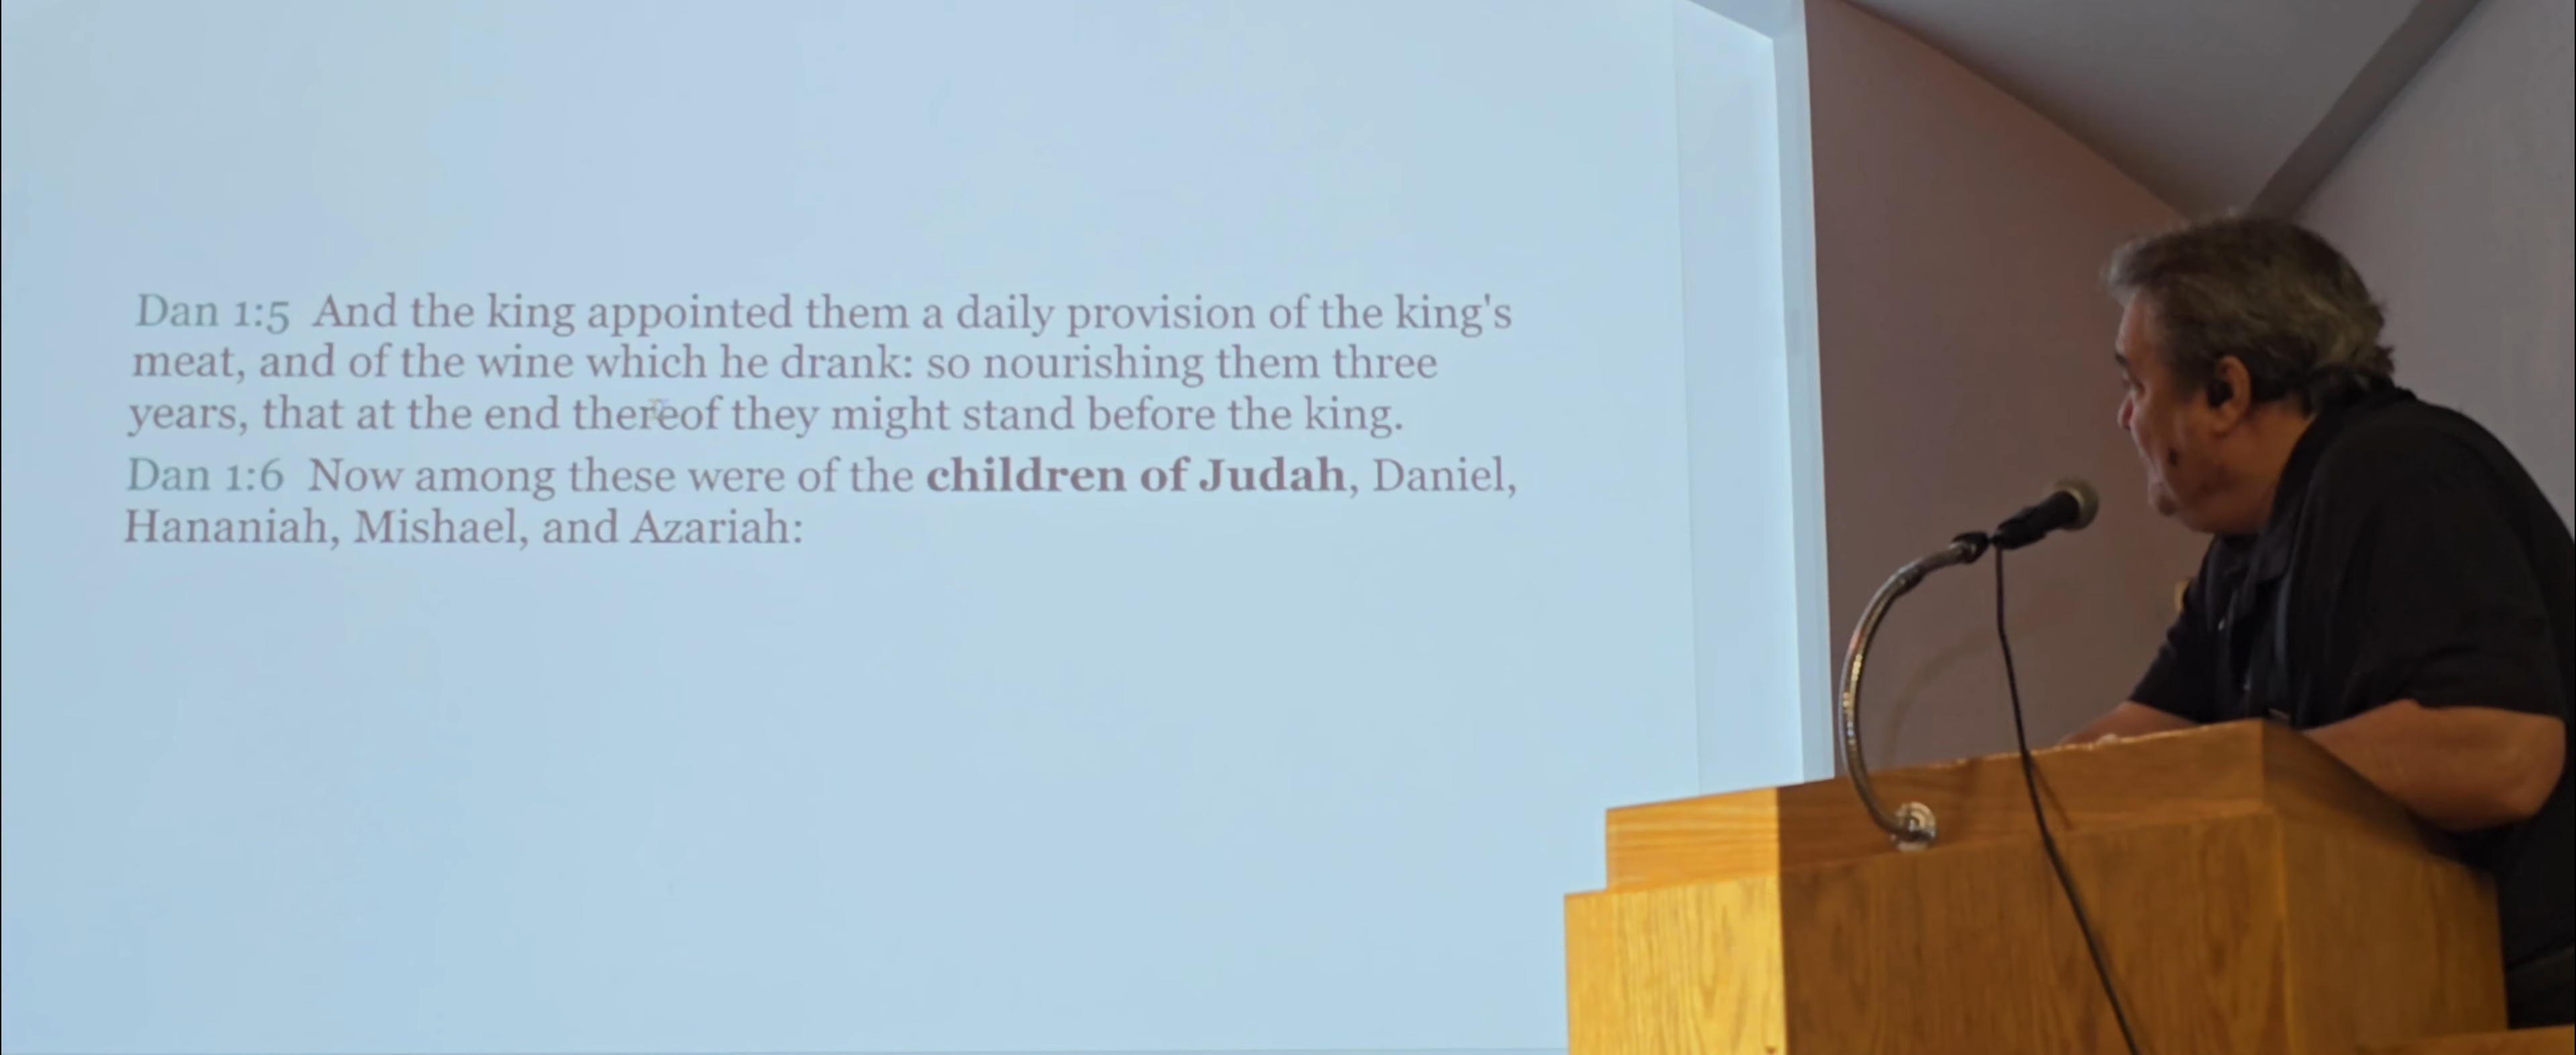 Dan 1:5  And the king appointed them a daily provision of the king's
meat, and of the wine which he drank: so nourishing them three
years, that at the end thereof they might stand before the king.
Dan 1:6  Now among these were of the children of Judah, Daniel,
Hananiah, Mishael, and Azariah: